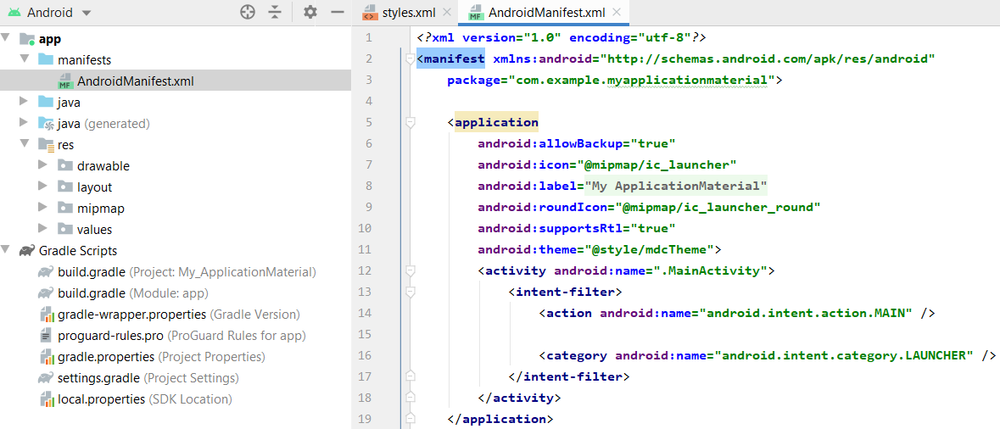 Android
app
manifests
AndroidManifest.xml
java
java (generated)
res
drawable
layout
mipmap
values
Gradle Scripts
build.gradle (Project: My_ApplicationMaterial)
build.gradle (Module: app)
gradle-wrapper.properties (Gradle Version)
proguard-rules.pro (ProGuard Rules for app)
gradle.properties (Project Properties)
settings.gradle (Project Settings)
local.properties (SDK Location)
styles.xml
MF AndroidManifest.xml
1 <?xml version="1.0" encoding="utf-8"?>
2 <manifest xmlns:android="http://schemas.android.com/apk/res/android"
3 package="com.example.myapplicationmaterial">
4
5 <application
6 android:allowBackup="true"
7 android:icon="@mipmap/ic_launcher"
8 android:label="My ApplicationMaterial"
9 android:roundIcon="@mipmap/ic_launcher_round"
10 android:supportsRtl="true"
11 android:theme="@style/mdcTheme">
12 <activity android:name=".MainActivity">
13 <intent-filter>
14 <action android:name="android.intent.action.MAIN" />
15
16 <category android:name="android.intent.category.LAUNCHER" />
17 </intent-filter>
18 </activity>
19 </application>